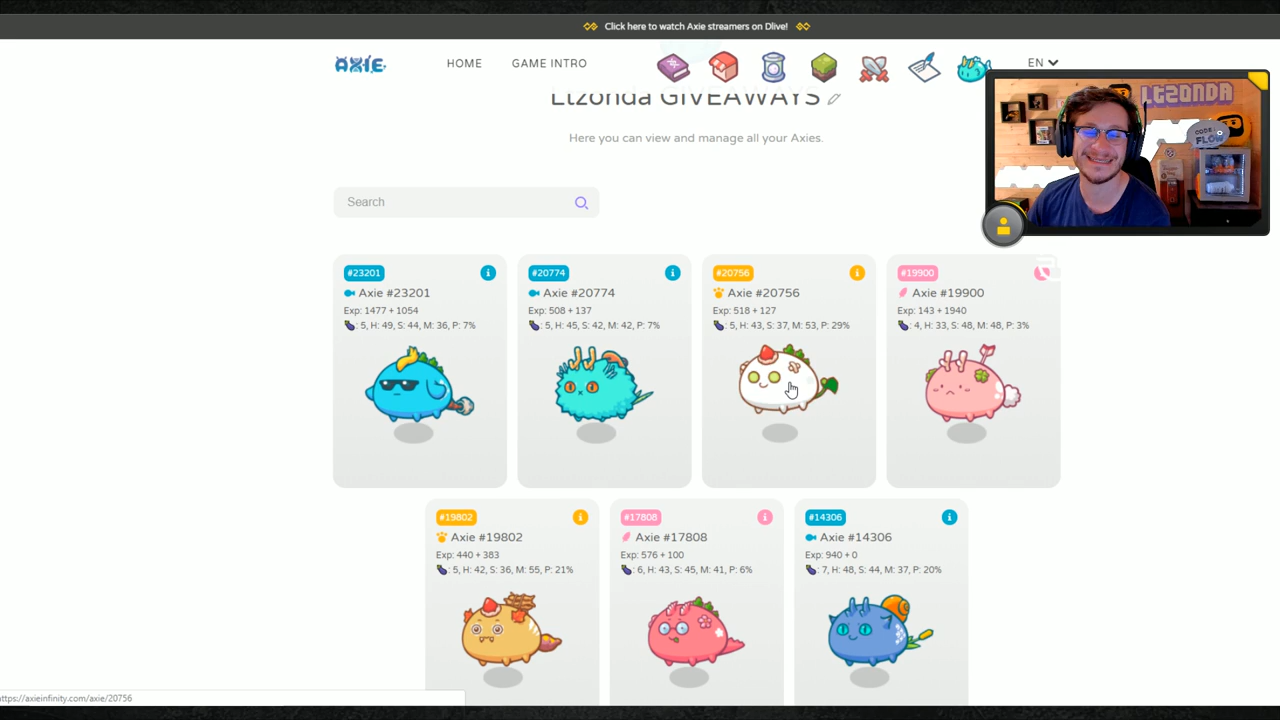 Click here to watch Axie streamers on Dlive!
AXIE
HOME
GAME INTRO
EN
Ltzonda GIVEAWAYS
Here you can view and manage all your Axies.
Search
LTZONDA
CODE
FLOW
#23201
Axie #23201
Exp: 1477 + 1054
: 5, H: 49, S: 44, M: 36, P: 7%
#20774
Axie #20774
Exp: 508 + 137
: 5, H: 45, S: 42, M: 42, P: 7%
#20756
Axie #20756
Exp: 518 + 127
: 5, H: 43, S: 37, M: 53, P: 29%
#19900
Axie #19900
Exp: 143 + 1940
: 4, H: 33, S: 48, M: 48, P: 3%
#19802
Axie #19802
Exp: 440 + 383
: 5, H: 42, S: 36, M: 55, P: 21%
#17808
Axie #17808
Exp: 576 + 100
: 6, H: 43, S: 45, M: 41, P: 6%
#14306
Axie #14306
Exp: 940 + 0
: 7, H: 48, S: 44, M: 37, P: 20%
ttps://axieinfinity.com/axie/20756